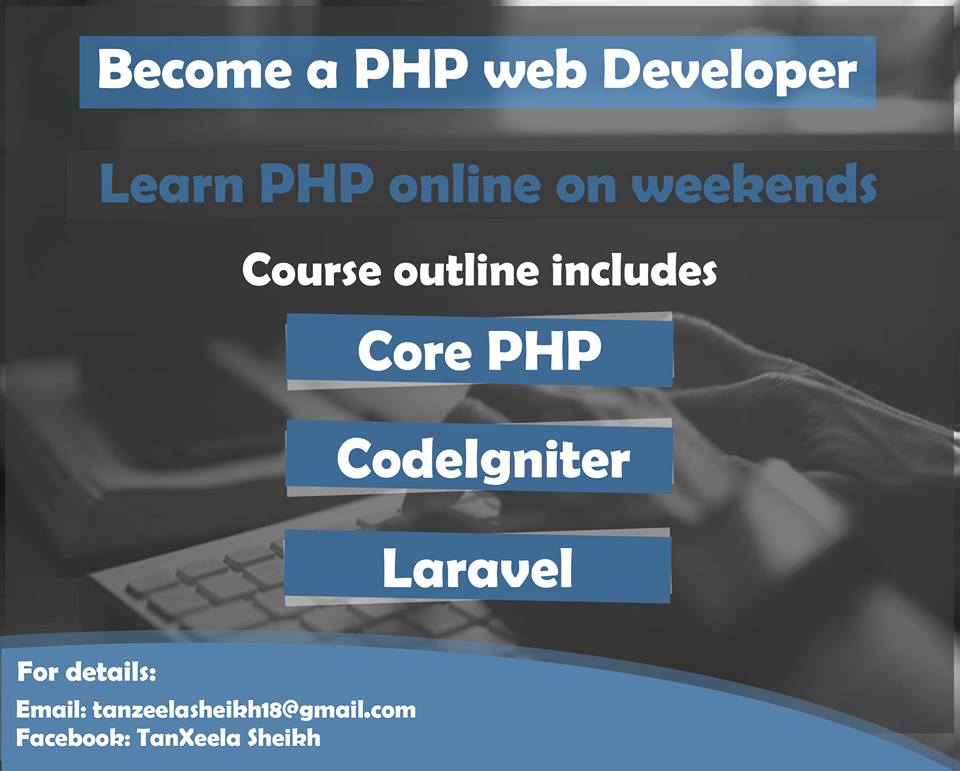 Become a PHP web Developer
Learn PHP online on weekends
Course outline includes
Core PHP
CodeIgniter
Laravel
For details:
Email: tanzeelasheikh18@gmail.com
Facebook: TanXeela Sheikh